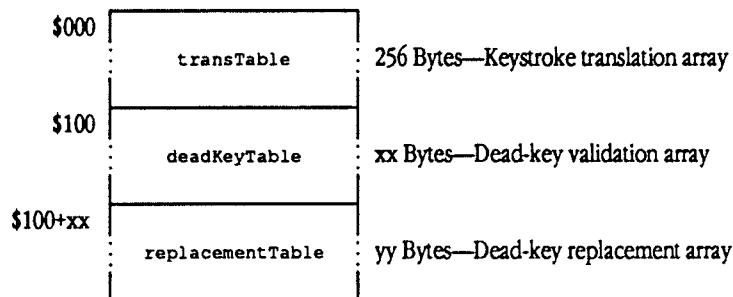 $000
transTable 256 Bytes—Keystroke translation array
$100
deadKeyTable xx Bytes—Dead-key validation array
$100+xx
replacementTable yy Bytes—Dead-key replacement array